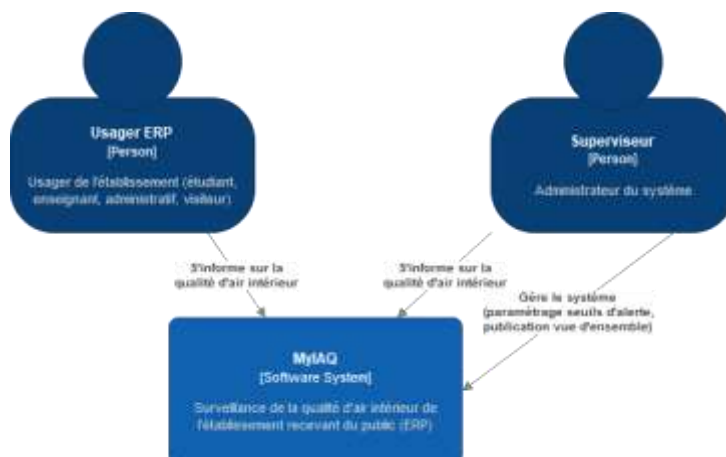 Usager ERP
[Person]
Usager de l'établissement (étudiant,
enseignant, administratif, visiteur)
Superviseur
[Person]
Administrateur du système
S'informe sur la
qualité d'air intérieur
S'informe sur la
qualité d'air intérieur
Gère le système
(paramétrage seuils d'alerte,
publication vue d'ensemble)
MyIAQ
[Software System]
Surveillance de la qualité d'air intérieur de
l'établissement recevant du public (ERP)